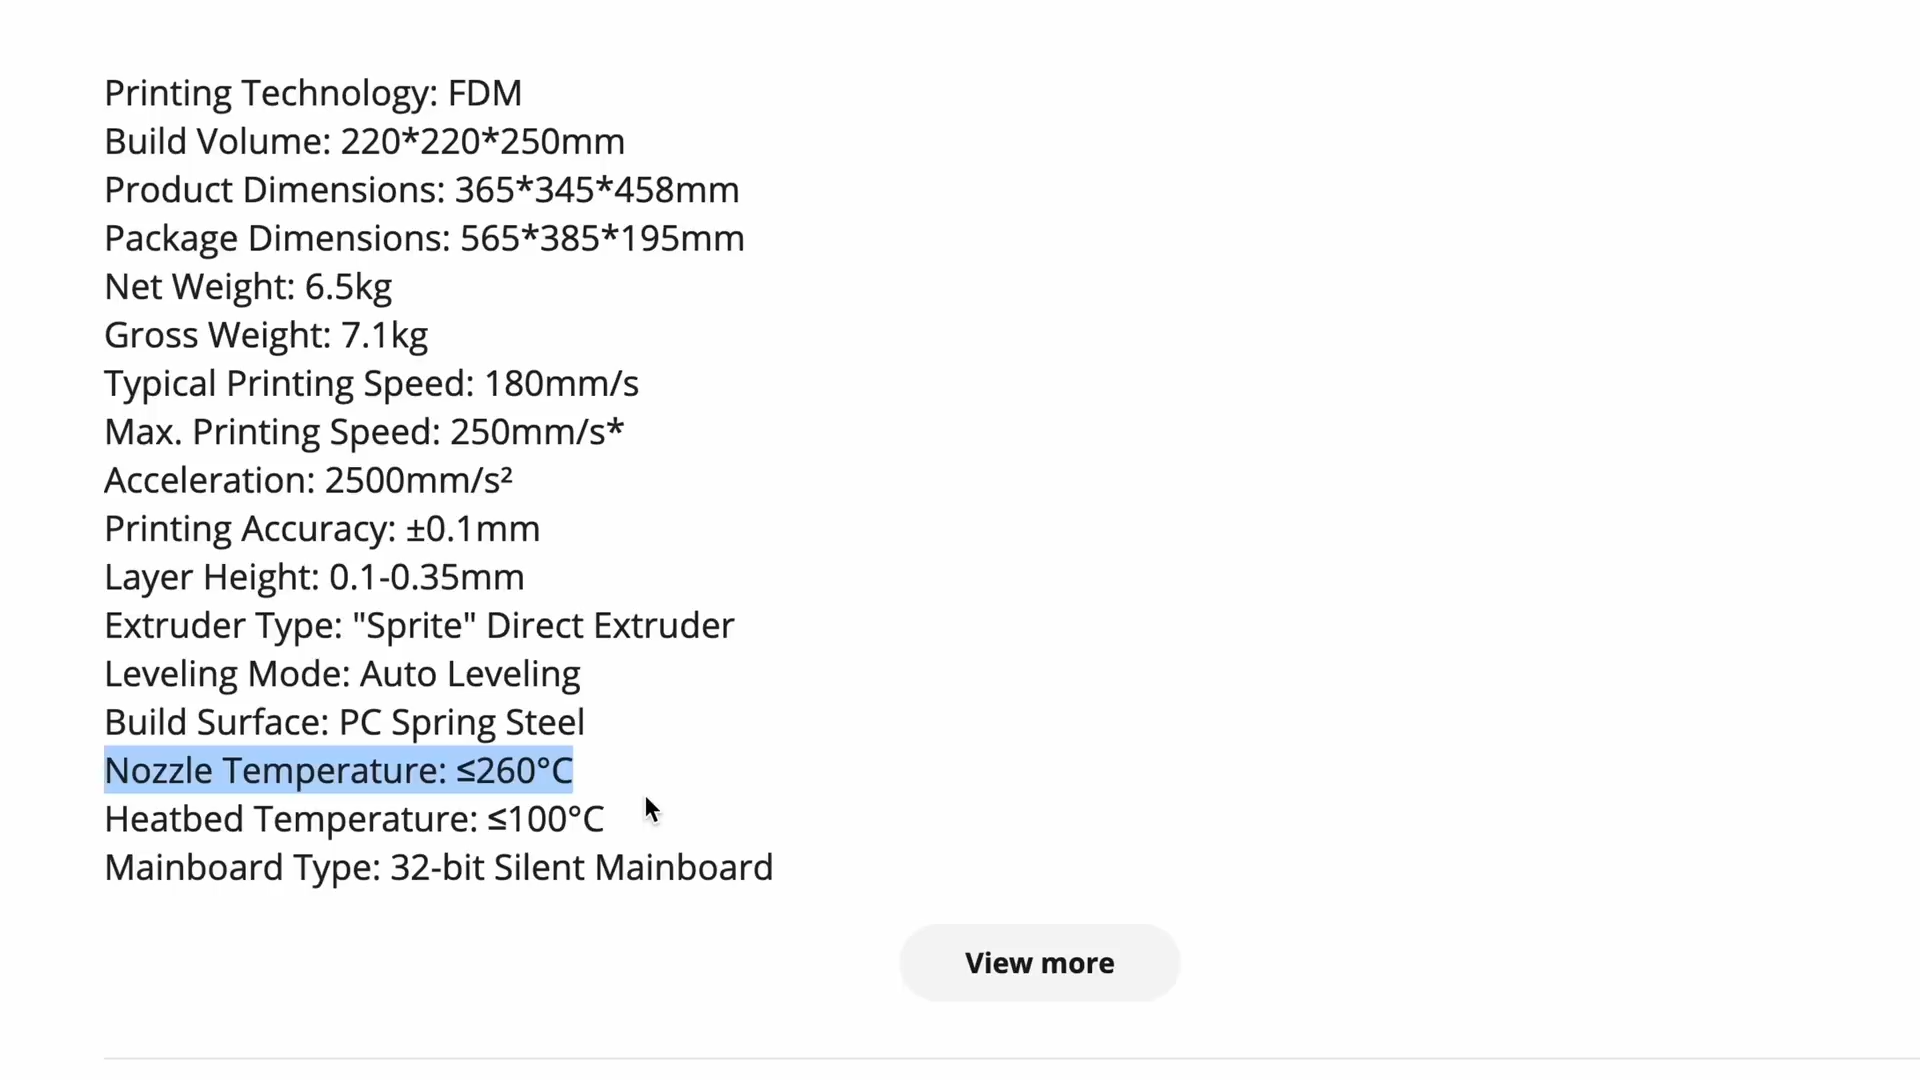 Printing Technology: FDM
Build Volume: 220*220*250mm
Product Dimensions: 365*345*458mm
Package Dimensions: 565*385*195mm
Net Weight: 6.5kg
Gross Weight: 7.1kg
Typical Printing Speed: 180mm/s
Max. Printing Speed: 250mm/s*
Acceleration: 2500mm/s²
Printing Accuracy: ±0.1mm
Layer Height: 0.1-0.35mm
Extruder Type: "Sprite" Direct Extruder
Leveling Mode: Auto Leveling
Build Surface: PC Spring Steel
Nozzle Temperature: ≤260°C
Heatbed Temperature: ≤100°C
Mainboard Type: 32-bit Silent Mainboard
View more